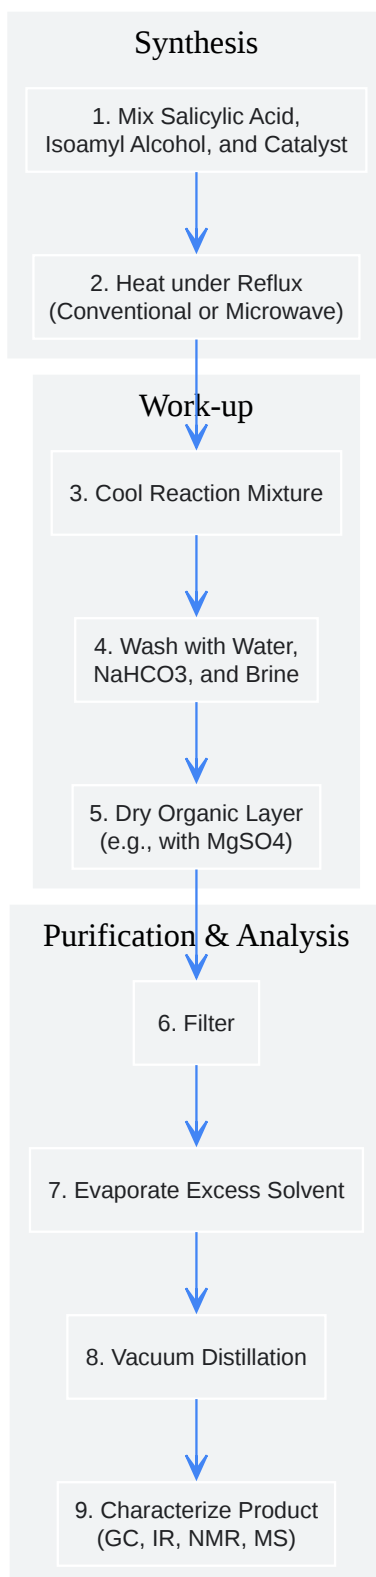 Synthesis
1. Mix Salicylic Acid,
Isoamyl Alcohol, and Catalyst
2. Heat under Reflux
(Conventional or Microwave)
Work-up
3. Cool Reaction Mixture
4. Wash with Water,
NaHCO3, and Brine
5. Dry Organic Layer
(e.g., with MgSO4)
Purification & Analysis
6. Filter
7. Evaporate Excess Solvent
8. Vacuum Distillation
9. Characterize Product
(GC, IR, NMR, MS)